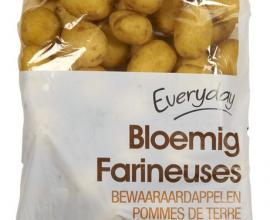 Everyday
Bloemig
Farineuses
BEWAARAARDAPPELEN
POMMES DE TERRE